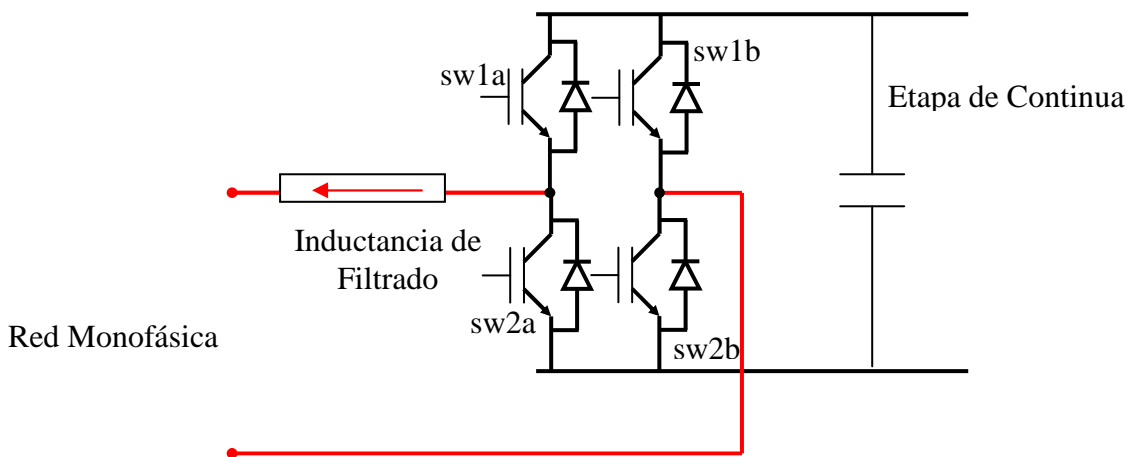 sw1a
sw1b
Etapa de Continua
Inductancia de
Filtrado
sw2a
Red Monofásica
sw2b